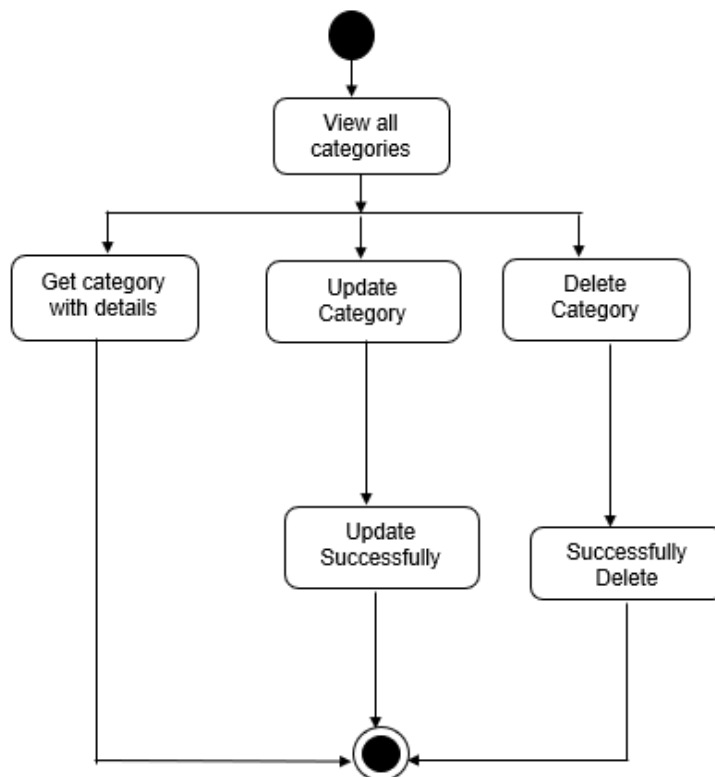 View all
categories
Get category
with details
Update
Category
Delete
Category
Update
Successfully
Successfully
Delete